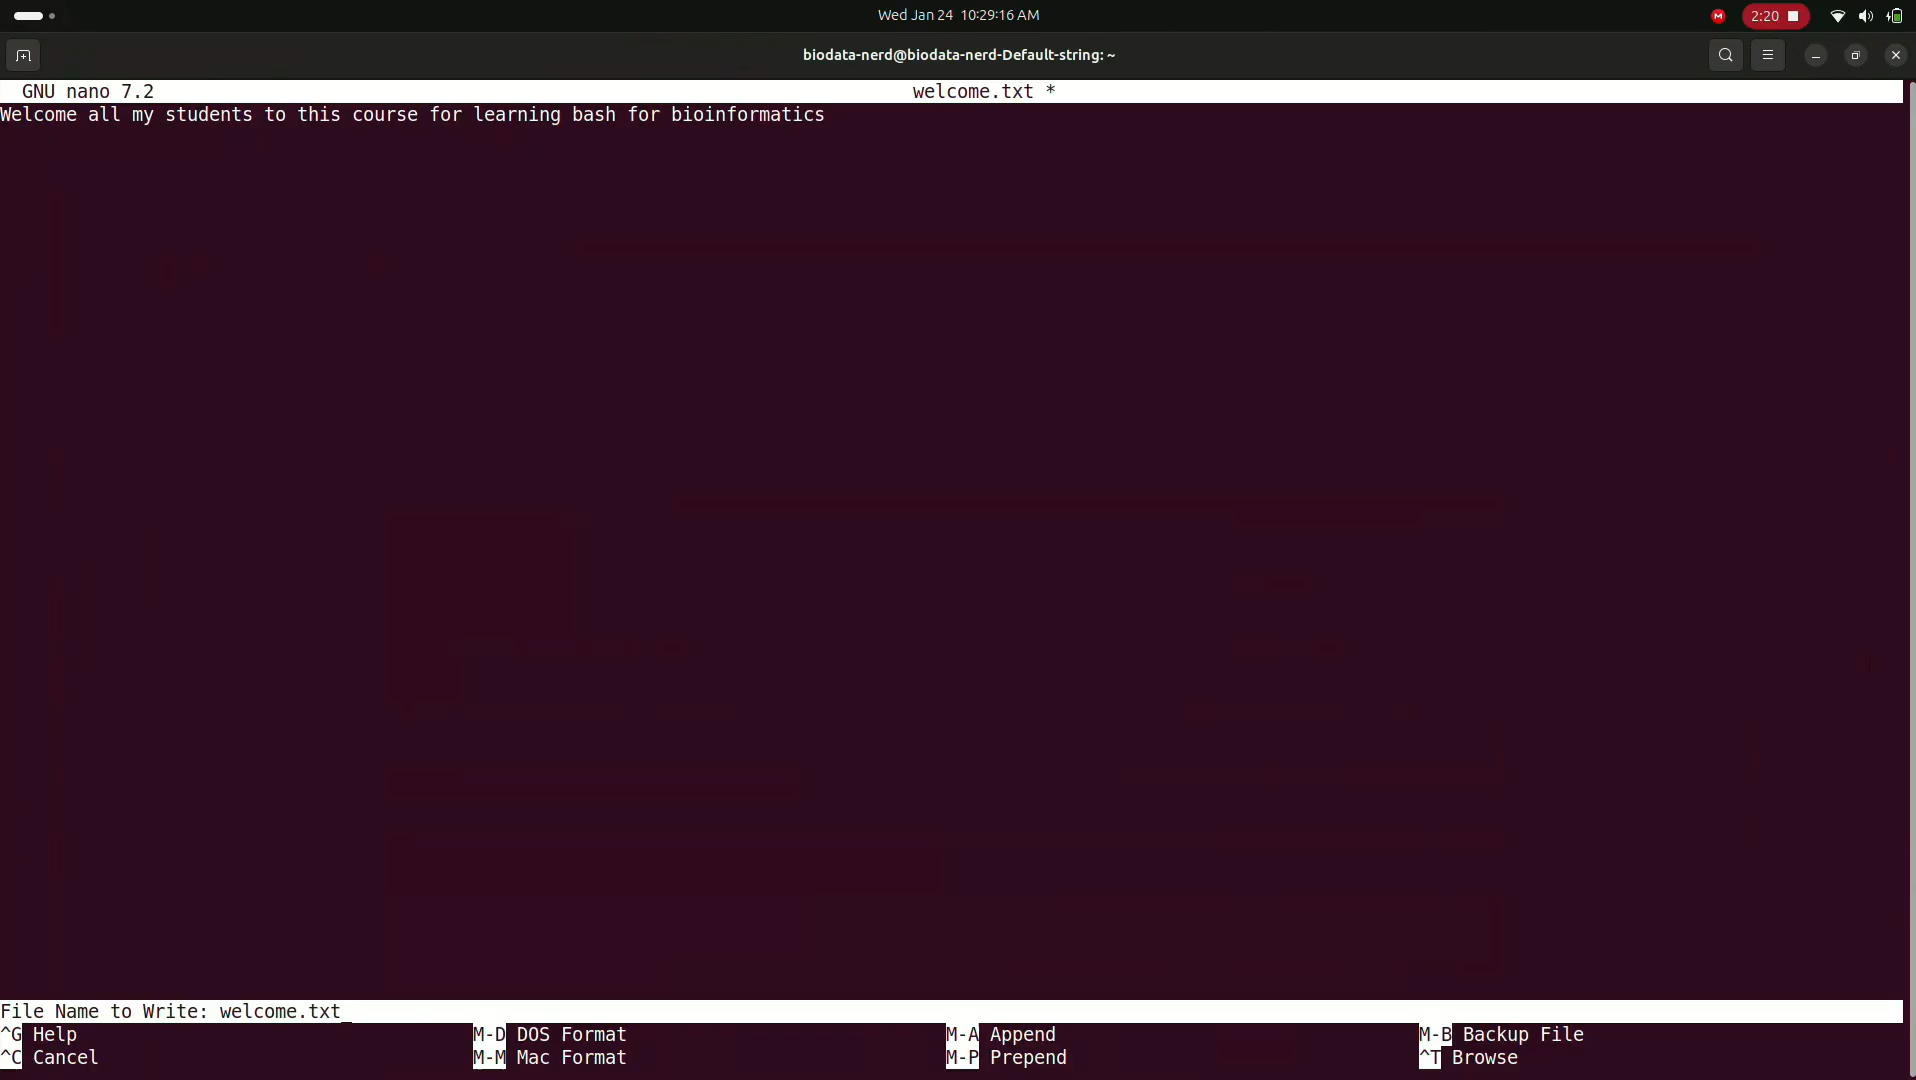 Wed Jan 24 10:29:16 AM
M
2:20
biodata-nerd@biodata-nerd-Default-string: ~
GNU nano 7.2 welcome.txt *
Welcome all my students to this course for learning bash for bioinformatics
File Name to Write: welcome.txt
^G Help M-D DOS Format M-A Append M-B Backup File
^C Cancel M-M Mac Format M-P Prepend ^T Browse